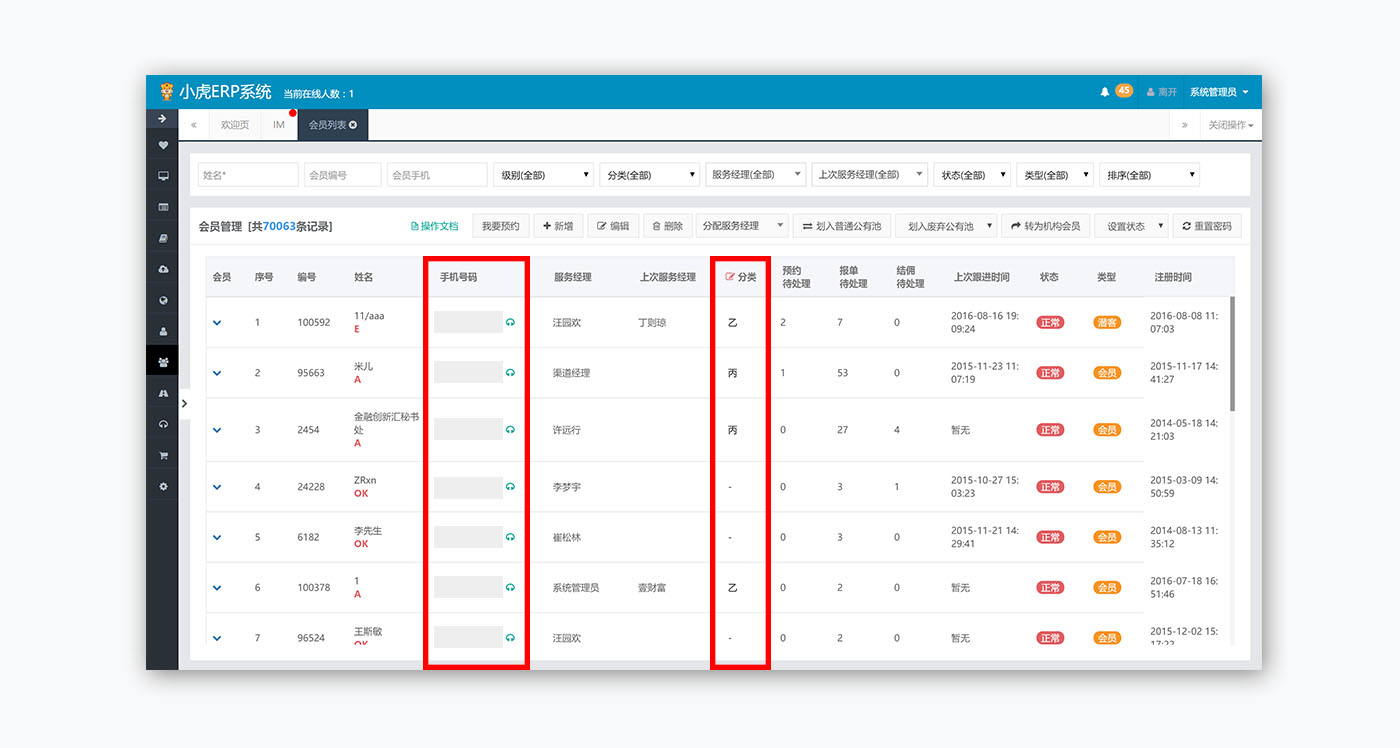 小虎ERP系统 当前在线人数：1 45 离开 系统管理员
欢迎页 IM 会员列表 关闭操作
姓名* 会员编号 会员手机 级别(全部) 分类(全部) 服务经理(全部) 上次服务经理(全部) 状态(全部) 类型(全部) 排序(全部)
会员管理 [共70063条记录] 操作文档 我要预约 新增 编辑 删除 分配服务经理 划入普通公有池 划入废弃公有池 转为机构会员 设置状态 重置密码
会员 序号 编号 姓名 手机号码 服务经理 上次服务经理 分类 预约 报单 结佣 上次跟进时间 状态 类型 注册时间
待处理 待处理 待处理
1 100592 11/aaa 汪园欢 丁则琼 乙 2 7 0 2016-08-16 19: 正常 潜客 2016-08-08 11:
E 09:24 07:03
2 95663 米儿 渠道经理 丙 1 53 0 2015-11-23 11: 正常 会员 2015-11-17 14:
A 07:19 41:27
3 2454 金融创新汇秘书 许远行 丙 0 27 4 暂无 正常 会员 2014-05-18 14:
处 21:03
A
4 24228 ZRxn 李梦宇 - 0 3 1 2015-10-27 15: 正常 会员 2015-03-09 14:
OK 03:23 50:59
5 6182 李先生 崔松林 - 0 3 0 2015-11-21 14: 正常 会员 2014-08-13 11:
OK 29:41 35:12
6 100378 1 系统管理员 壹财富 乙 0 2 0 暂无 正常 会员 2016-07-18 16:
A 51:46
7 96524 王斯敏 汪园欢 - 0 2 0 暂无 正常 会员 2015-12-02 15:
OK 17:22